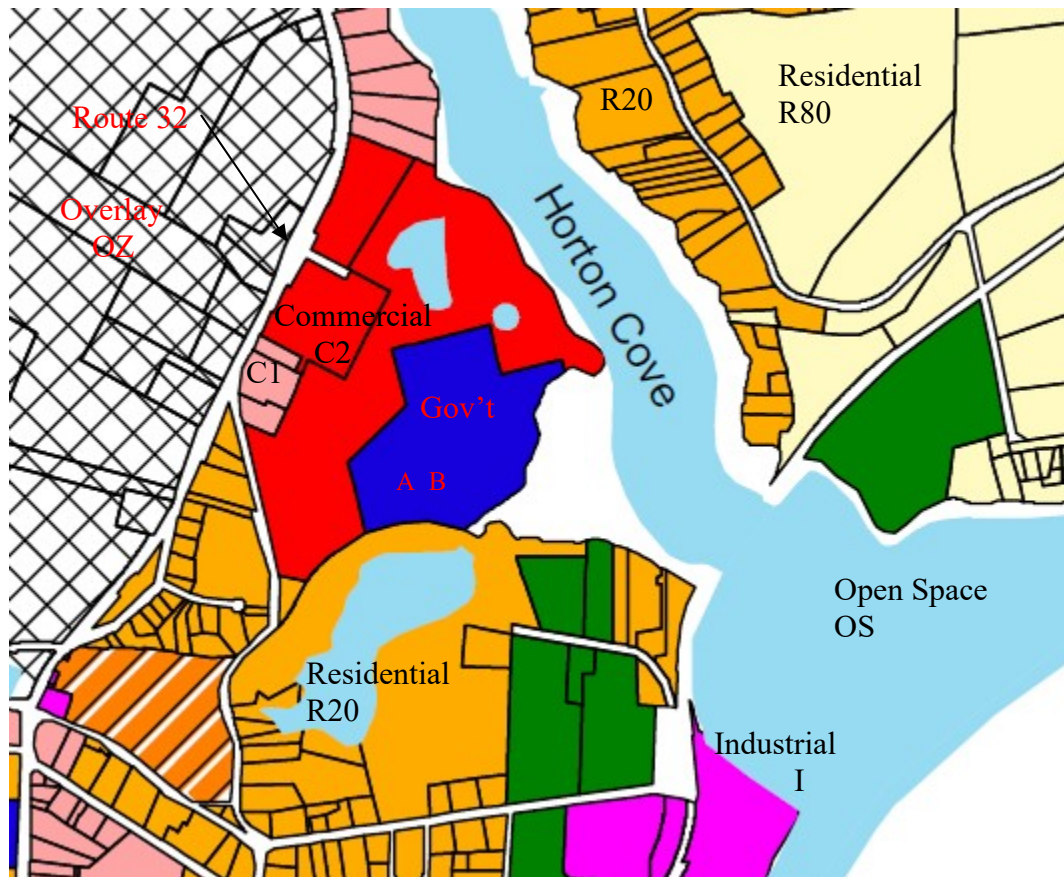 Residential
R80
R20
Route 32
Overlay
OZ
Horton Cove
Commercial
C2
C1
Gov't
A B
Open Space
OS
Residential
R20
Industrial
I